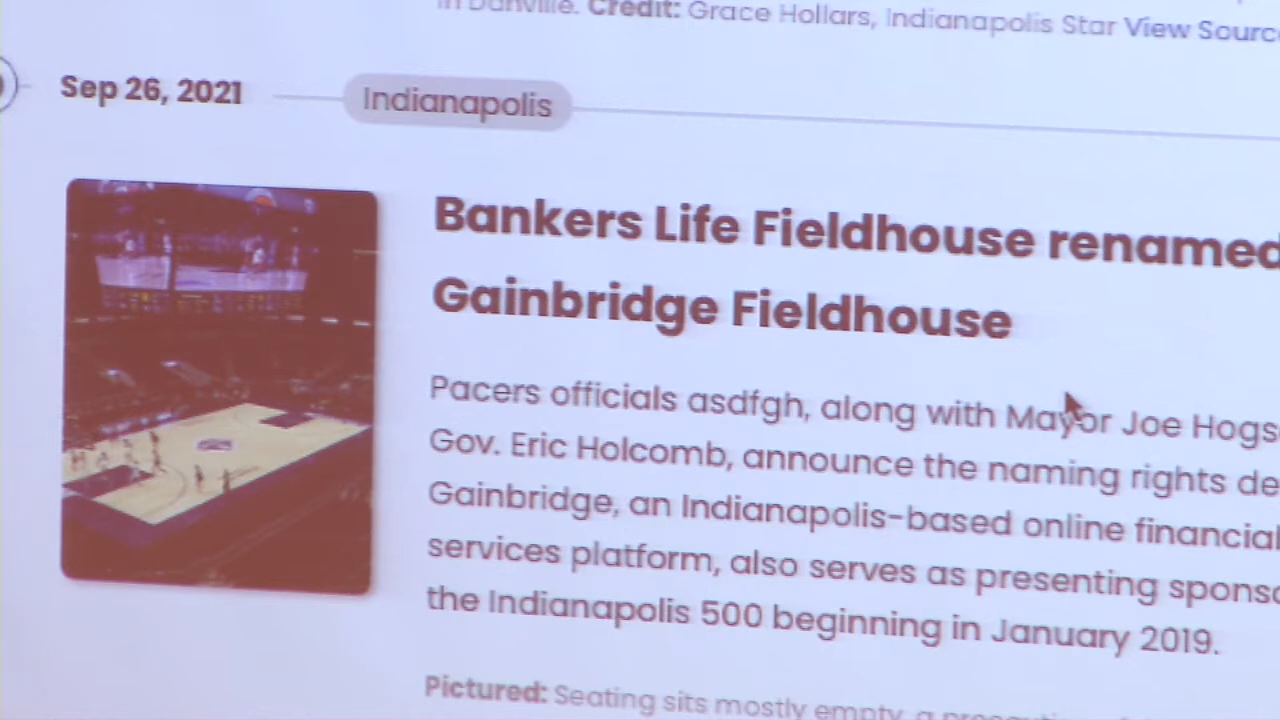 in Danville. Credit: Grace Hollars, Indianapolis Star View Source
Sep 26, 2021
Indianapolis
Bankers Life Fieldhouse renamed
Gainbridge Fieldhouse
Pacers officials asdfgh, along with Mayor Joe Hogs
Gov. Eric Holcomb, announce the naming rights de
Gainbridge, an Indianapolis-based online financial
services platform, also serves as presenting sponso
the Indianapolis 500 beginning in January 2019.
Pictured: Seating sits mostly empty, a